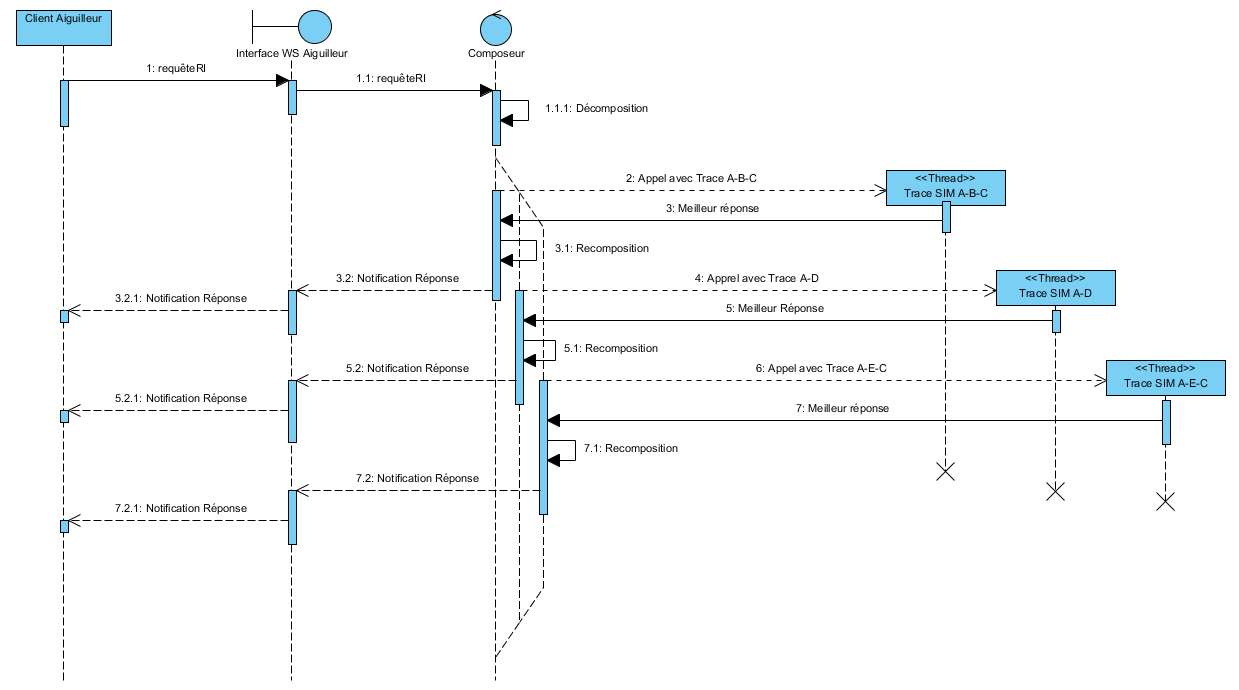 Client Aiguilleur
Interface WS Aiguilleur
Composeur
1: requêteRI
1.1: requêteRI
1.1.1: Décomposition
2: Appel avec Trace A-B-C
<<Thread>>
Trace SIM A-B-C
3: Meilleur réponse
3.1: Recomposition
3.2: Notification Réponse
4: Apprel avec Trace A-D
<<Thread>>
Trace SIM A-D
3.2.1: Notification Réponse
5: Meilleur Réponse
5.1: Recomposition
5.2: Notification Réponse
6: Appel avec Trace A-E-C
<<Thread>>
Trace SIM A-E-C
5.2.1: Notification Réponse
7: Meilleur réponse
7.1: Recomposition
7.2: Notification Réponse
7.2.1: Notification Réponse